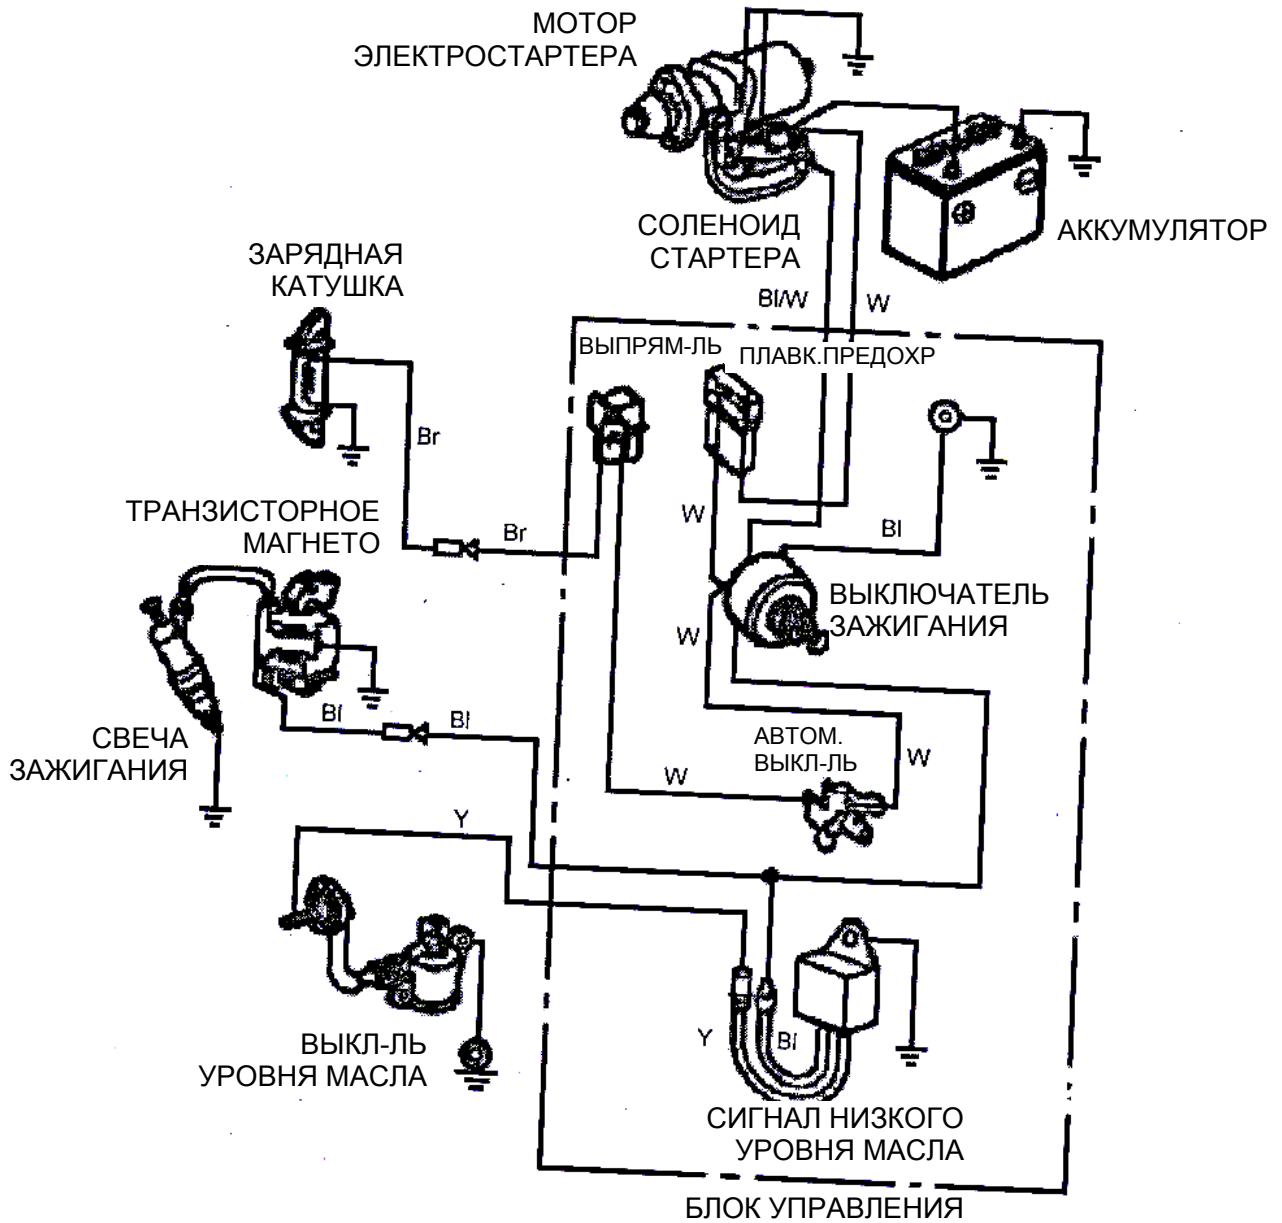 МОТОР
ЭЛЕКТРОСТАРТЕРА
СОЛЕНОИД
СТАРТЕРА
АККУМУЛЯТОР
ЗАРЯДНАЯ
КАТУШКА
Bl/W
W
ВЫПРЯМ-ЛЬ
ПЛАВК.ПРЕДОХР
Br
ТРАНЗИСТОРНОЕ
МАГНЕТО
Br
W
Bl
ВЫКЛЮЧАТЕЛЬ
ЗАЖИГАНИЯ
W
Bl
Bl
СВЕЧА
ЗАЖИГАНИЯ
АВТОМ.
ВЫКЛ-ЛЬ
W
W
Y
ВЫКЛ-ЛЬ
УРОВНЯ МАСЛА
Y
Bl
СИГНАЛ НИЗКОГО
УРОВНЯ МАСЛА
БЛОК УПРАВЛЕНИЯ